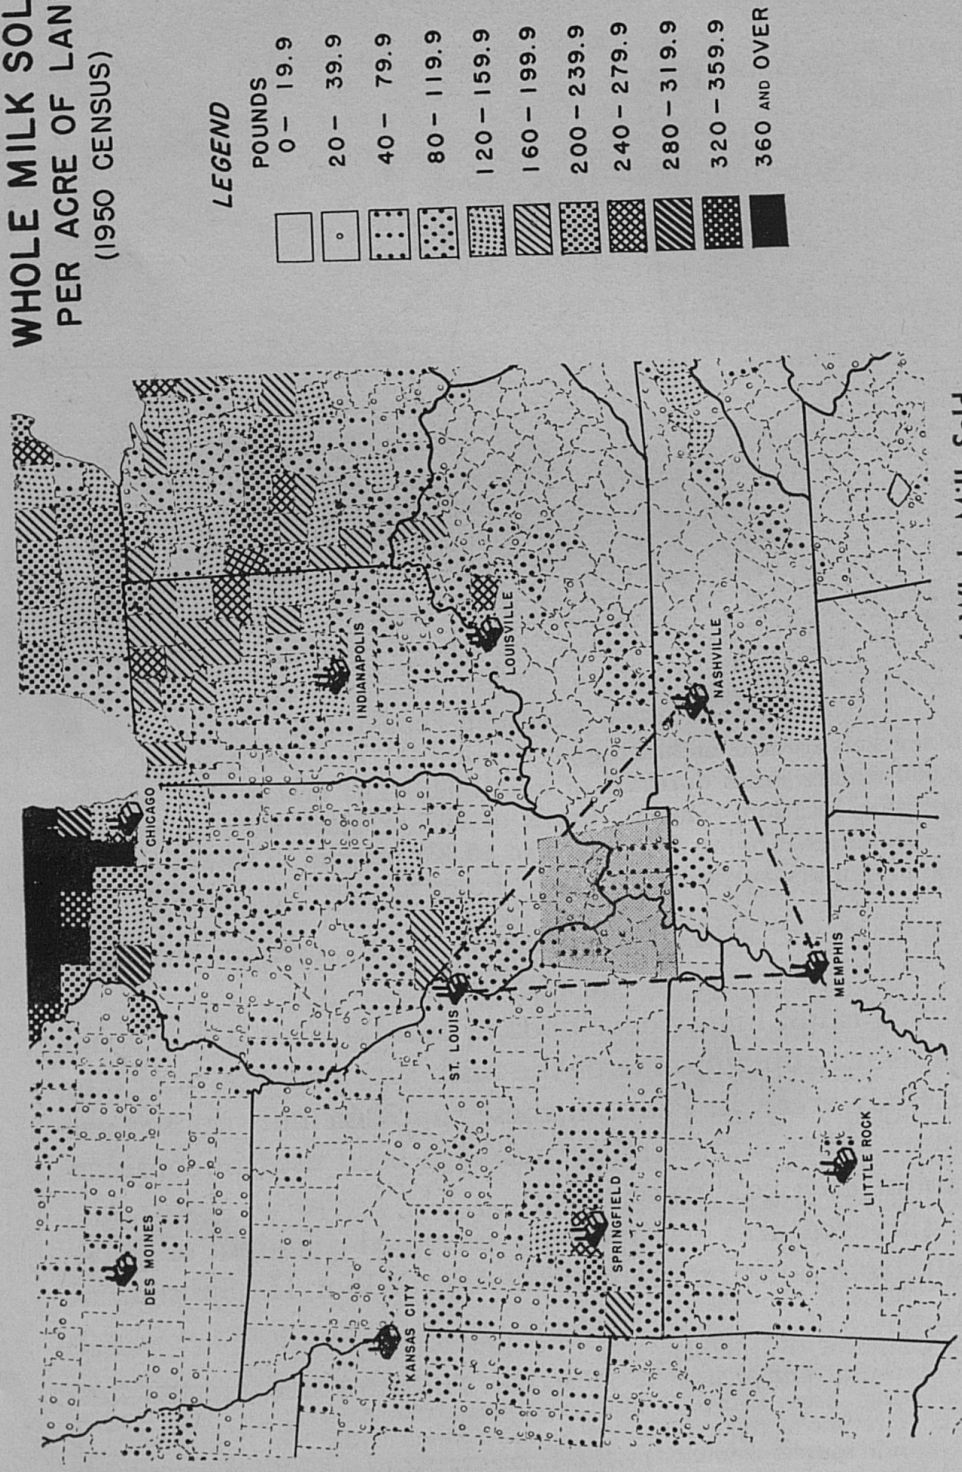 WHOLE MILK
PER ACRE OF
(1950 CENSUS)
LEGEND
POUNDS
0 - 19.9
20 - 39.9
40 - 79.9
80 - 119.9
120 - 159.9
160 - 199.9
200 - 239.9
240 - 279.9
280 - 319.9
320 - 359.9
360 AND OVER
CHICAGO
DES MOINES
INDIANAPOLIS
KANSAS CITY
ST. LOUIS
LOUISVILLE
SPRINGFIELD
NASHVILLE
MEMPHIS
LITTLE ROCK